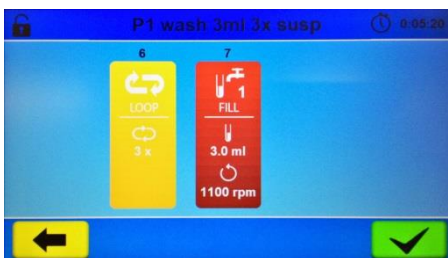 P1 wash 3ml 3x susp
0:05:20
6
LOOP
3 x
7
1
FILL
3.0 ml
1100 rpm